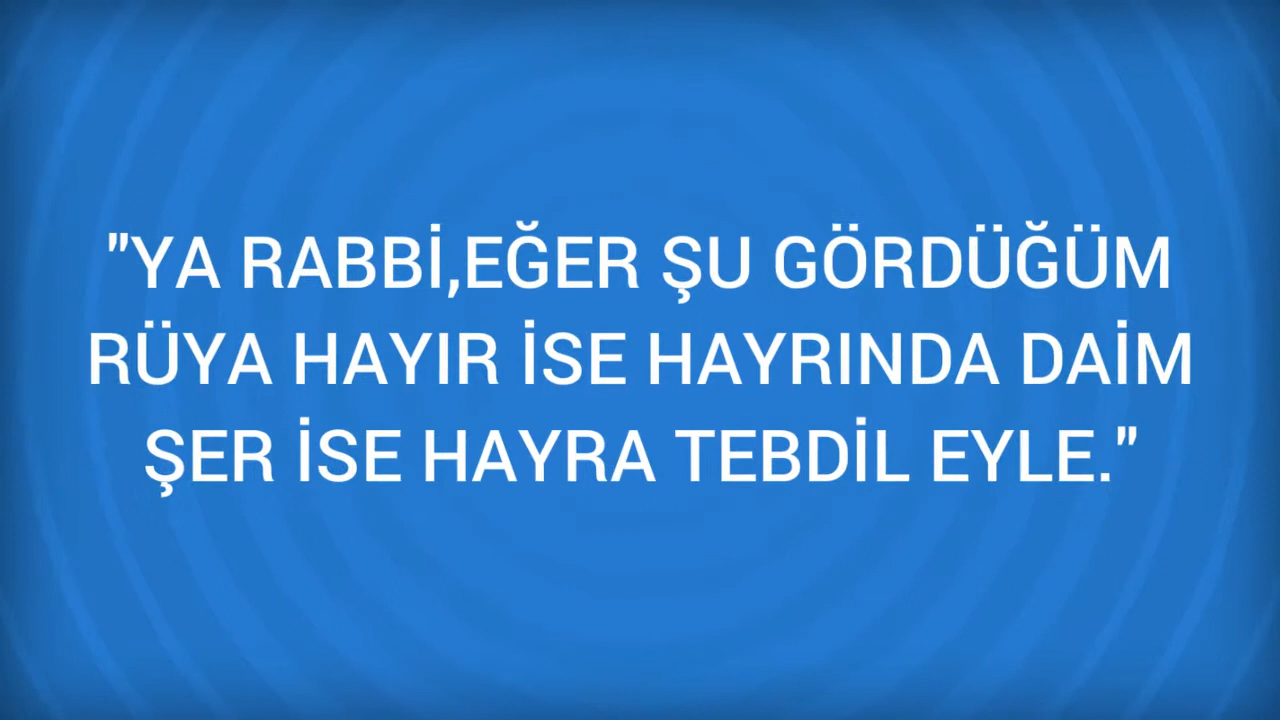 "YA RABBİ,EĞER ŞU GÖRDÜĞÜM
RÜYA HAYIR İSE HAYRINDA DAİM
ŞER İSE HAYRA TEBDİL EYLE."